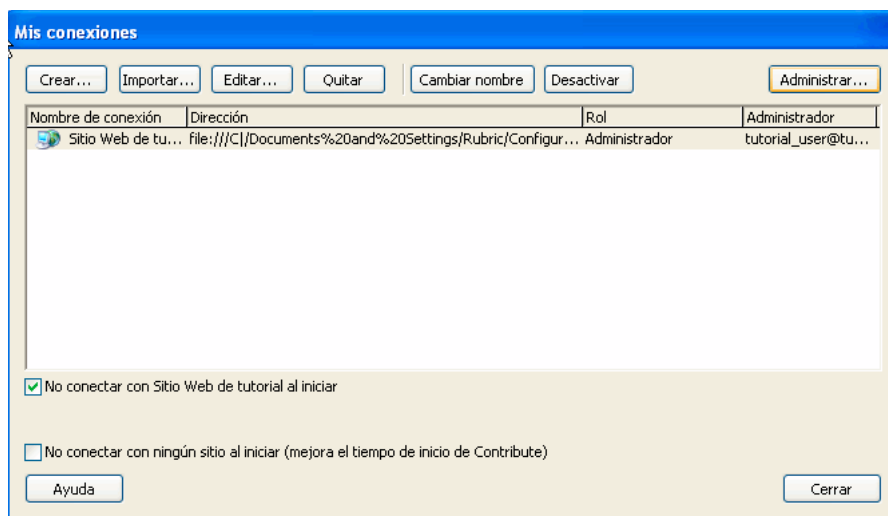 Mis conexiones
Crear... Importar... Editar... Quitar Cambiar nombre Desactivar Administrar...
Nombre de conexión Dirección Rol Administrador
Sitio Web de tu... file:///C|/Documents%20and%20Settings/Rubric/Configur... Administrador tutorial_user@tu...
No conectar con Sitio Web de tutorial al iniciar
No conectar con ningún sitio al iniciar (mejora el tiempo de inicio de Contribute)
Ayuda Cerrar